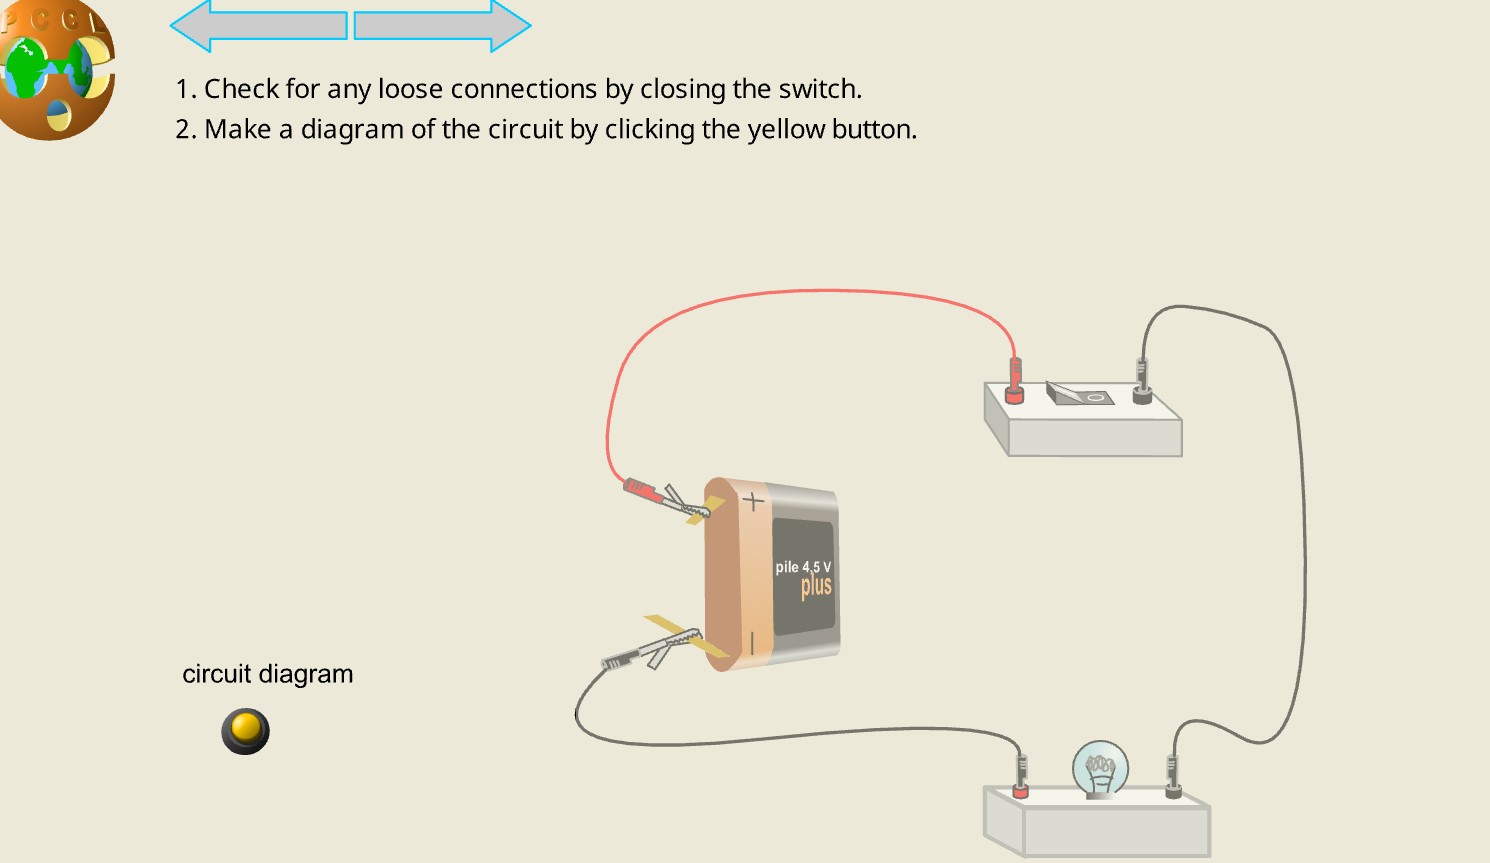 PCCL
1. Check for any loose connections by closing the switch.
2. Make a diagram of the circuit by clicking the yellow button.
+
pile 4,5 V
plus
−
circuit diagram